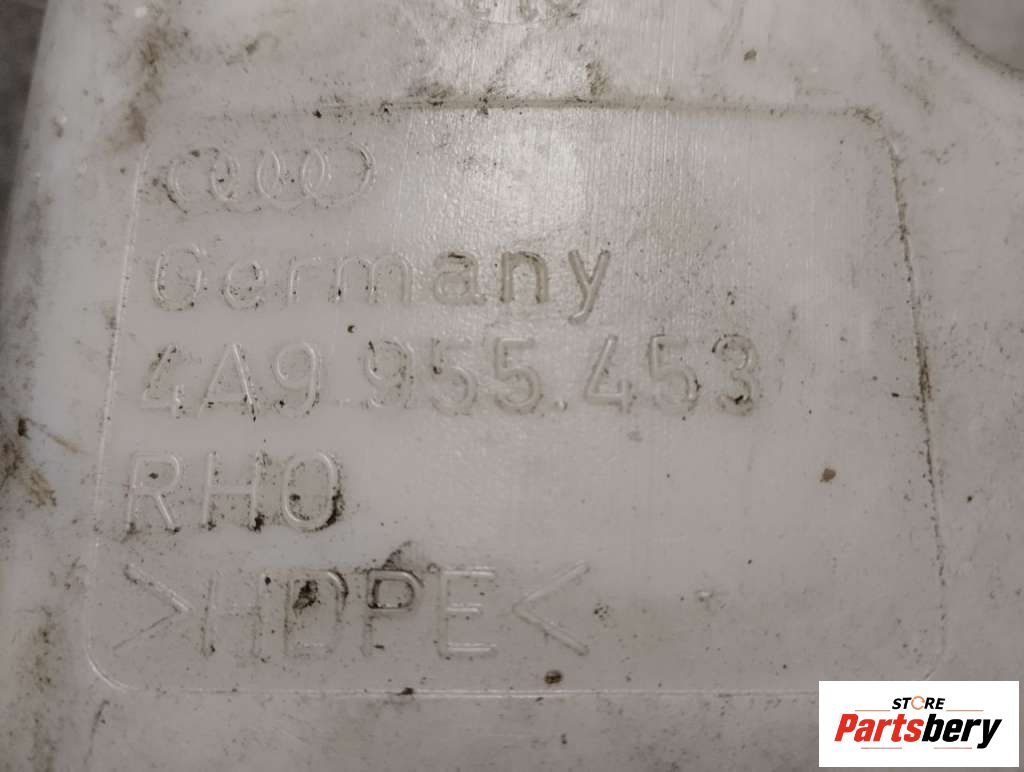 Germany
4A9 955.453
RHO
>HDPE<
STORE
Partsbery